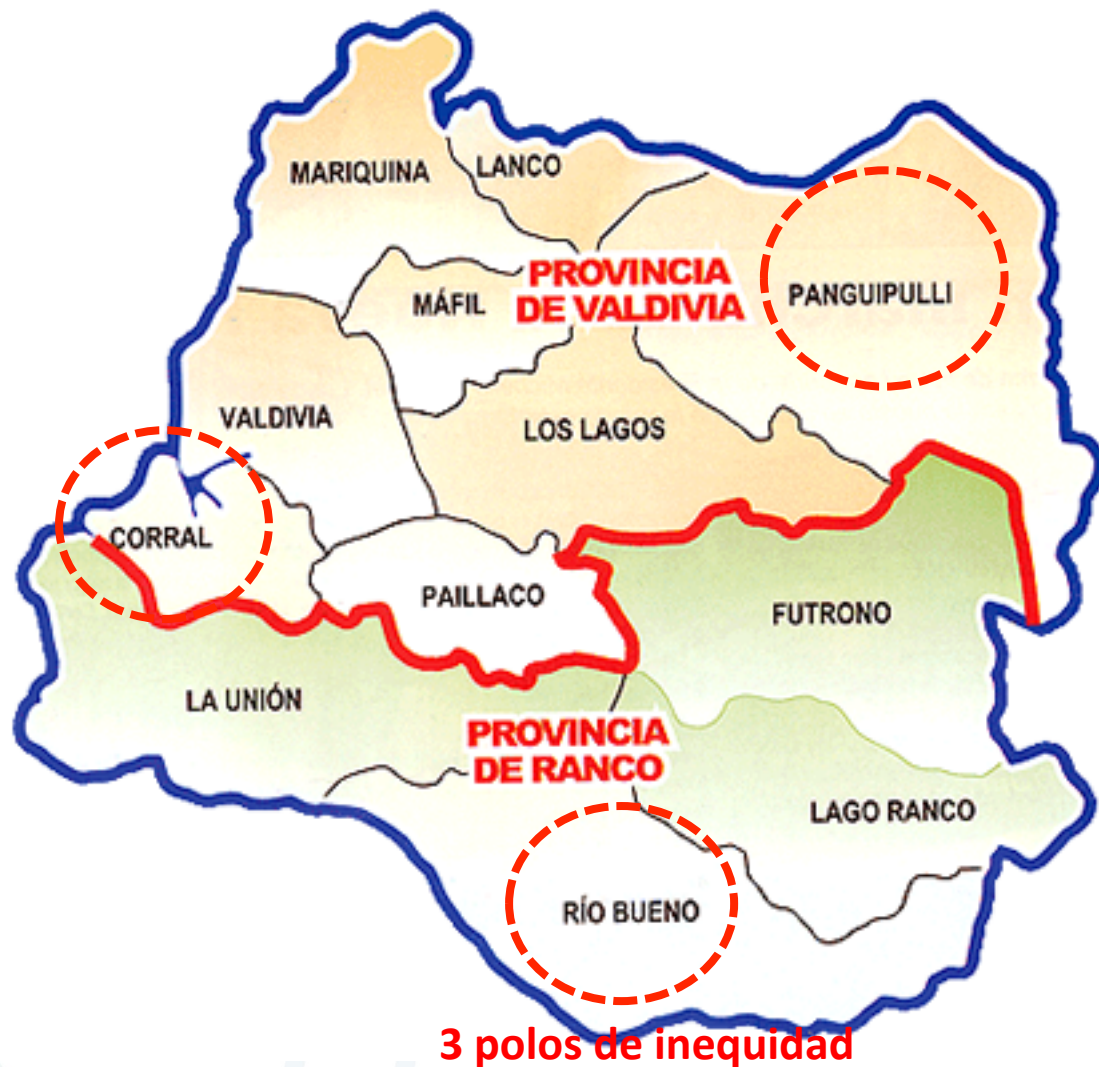 MARIQUINA
LANCO
PROVINCIA
DE VALDIVIA
PANGUIPULLI
MÁFIL
VALDIVIA
LOS LAGOS
CORRAL
PAILLACO
FUTRONO
LA UNIÓN
PROVINCIA
DE RANCO
LAGO RANCO
RÍO BUENO
3 polos de inequidad